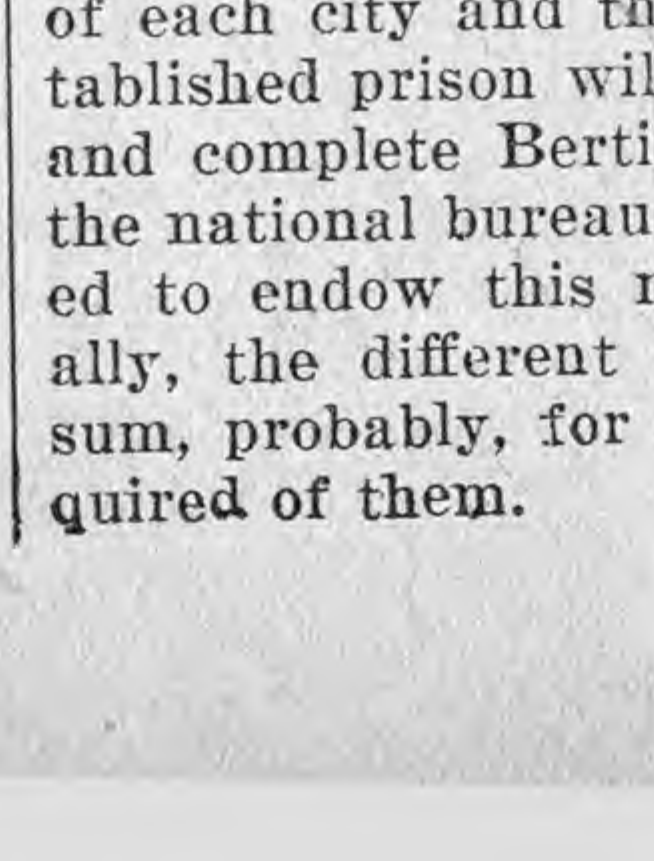 of each city and th
tablished prison wil
and complete Berti
the national bureau
ed to endow this
ally, the different
sum, probably, for
quired of them.